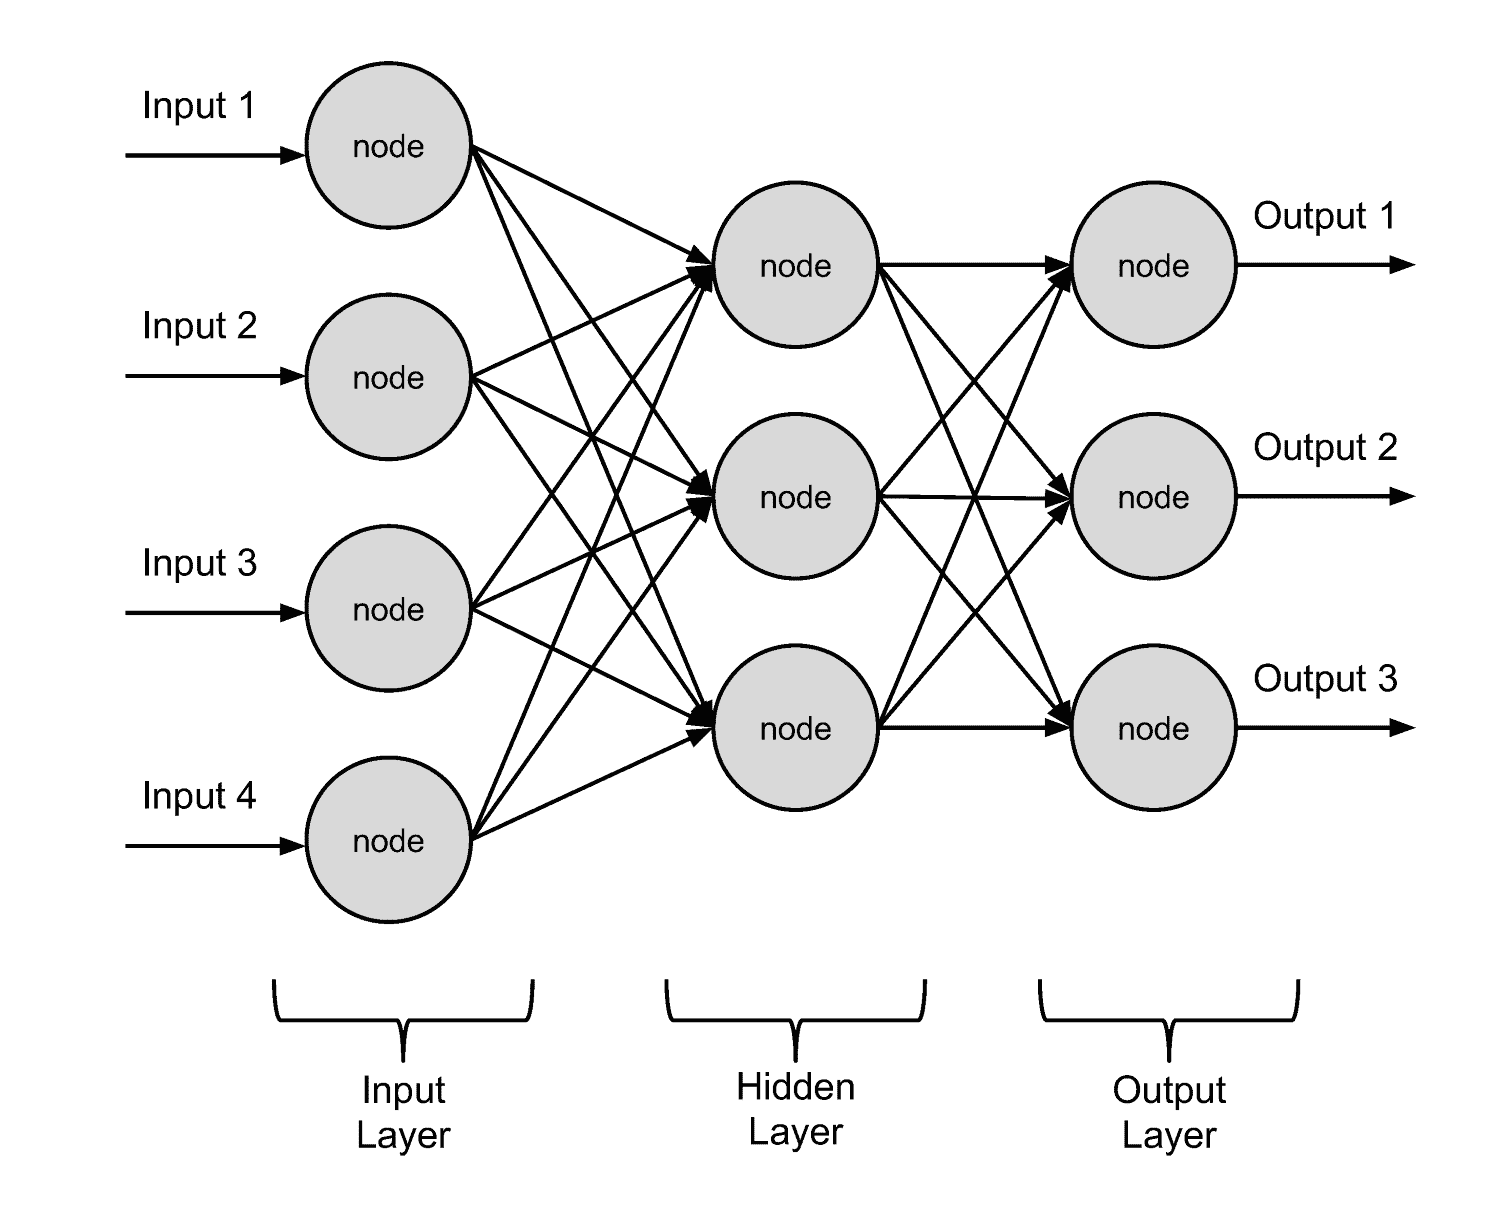 Input 1
node
Input 2
node
Input 3
node
Input 4
node
node
node
node
node
Output 1
node
Output 2
node
Output 3
Input
Layer
Hidden
Layer
Output
Layer